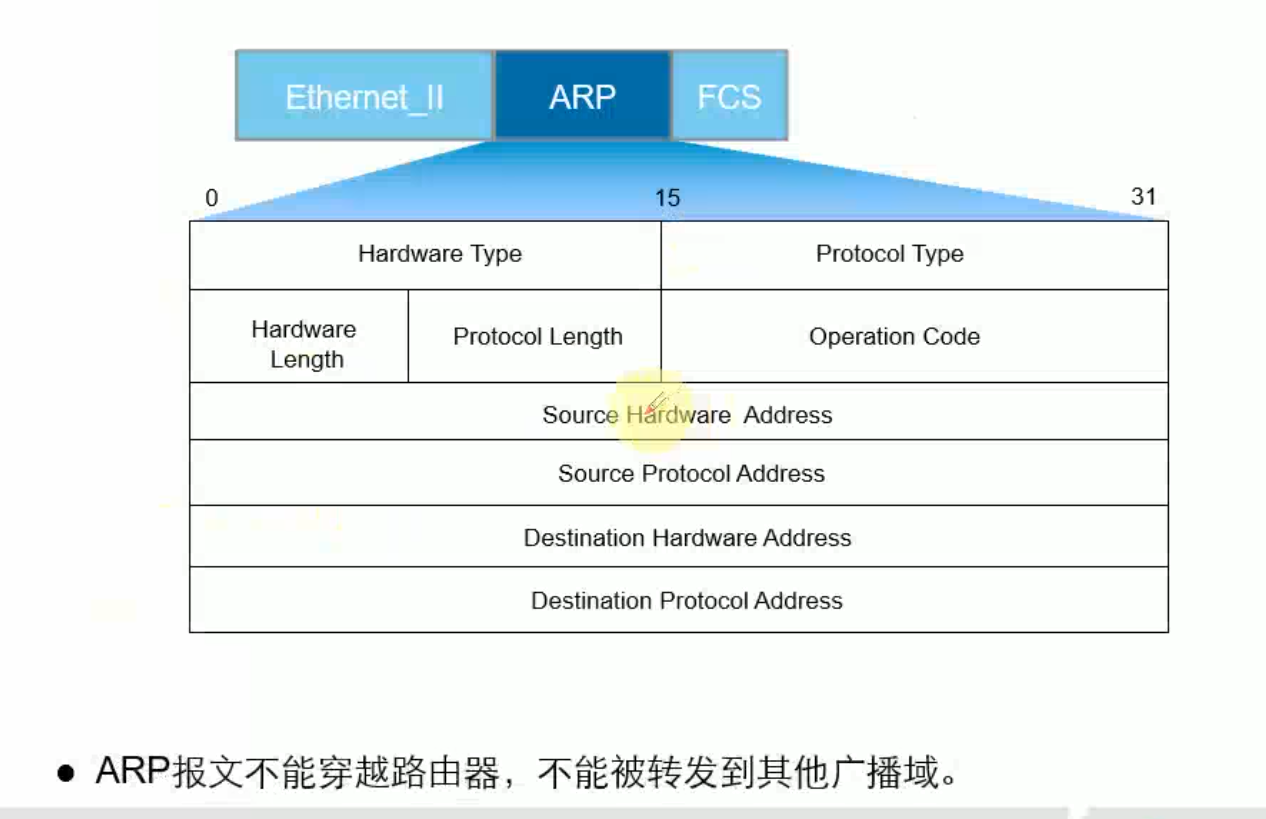 Ethernet_II ARP FCS
0 15 31
Hardware Type Protocol Type
Hardware
Length
Protocol Length Operation Code
Source Hardware Address
Source Protocol Address
Destination Hardware Address
Destination Protocol Address
● ARP报文不能穿越路由器，不能被转发到其他广播域。